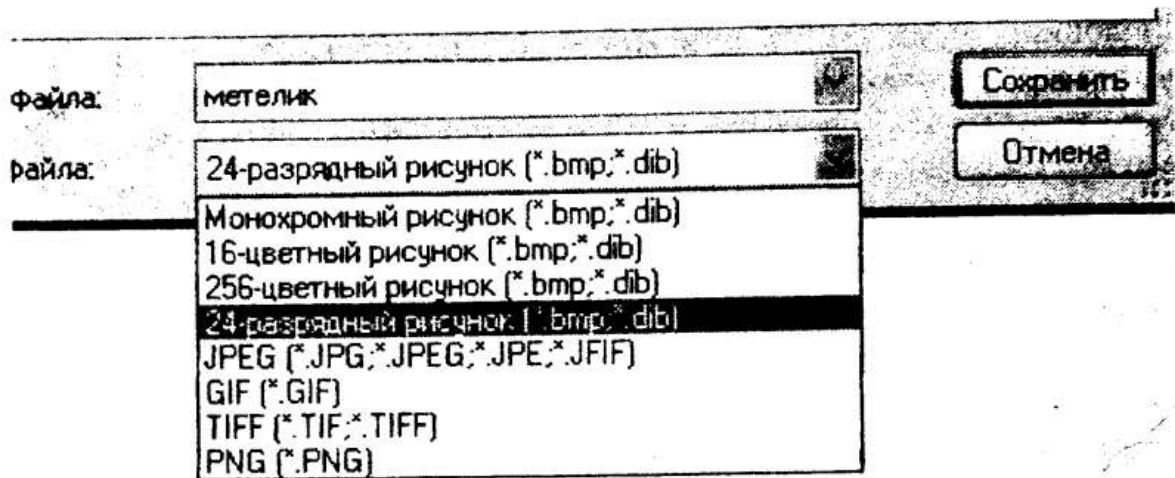 файла:
метелик
Сохранить
файла:
24-разрядный рисунок (*.bmp;*.dib)
Отмена
Монохромный рисунок (*.bmp;*.dib)
16-цветный рисунок (*.bmp;*.dib)
256-цветный рисунок (*.bmp;*.dib)
24-разрядный рисунок (*.bmp;*.dib)
JPEG (*.JPG;*.JPEG;*.JPE;*.JFIF)
GIF (*.GIF)
TIFF (*.TIF;*.TIFF)
PNG (*.PNG)